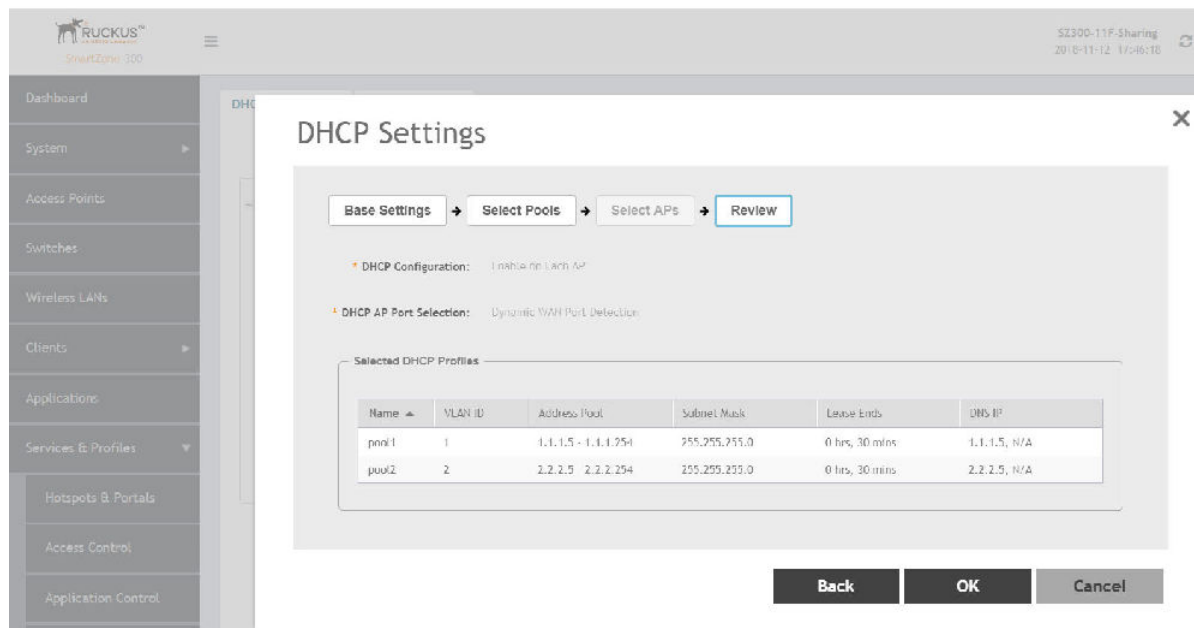 RUCKUS™
SmartZone 300
SZ300-11F-Sharing
2018-11-12 17:46:18
Dashboard
System
Access Points
Switches
Wireless LANs
Clients
Applications
Services & Profiles
Hotspots & Portals
Access Control
Application Control
DHC
DHCP Settings
Base Settings
Select Pools
Select APs
Review
* DHCP Configuration: Enable on Each AP
* DHCP AP Port Selection: Dynamic WAN Port Detection
Selected DHCP Profiles
Name VLAN ID Address Pool Subnet Mask Lease Ends DNS IP
pool1 1 1.1.1.5 - 1.1.1.254 255.255.255.0 0 hrs, 30 mins 1.1.1.5, N/A
pool2 2 2.2.2.5 - 2.2.2.254 255.255.255.0 0 hrs, 30 mins 2.2.2.5, N/A
Back
OK
Cancel